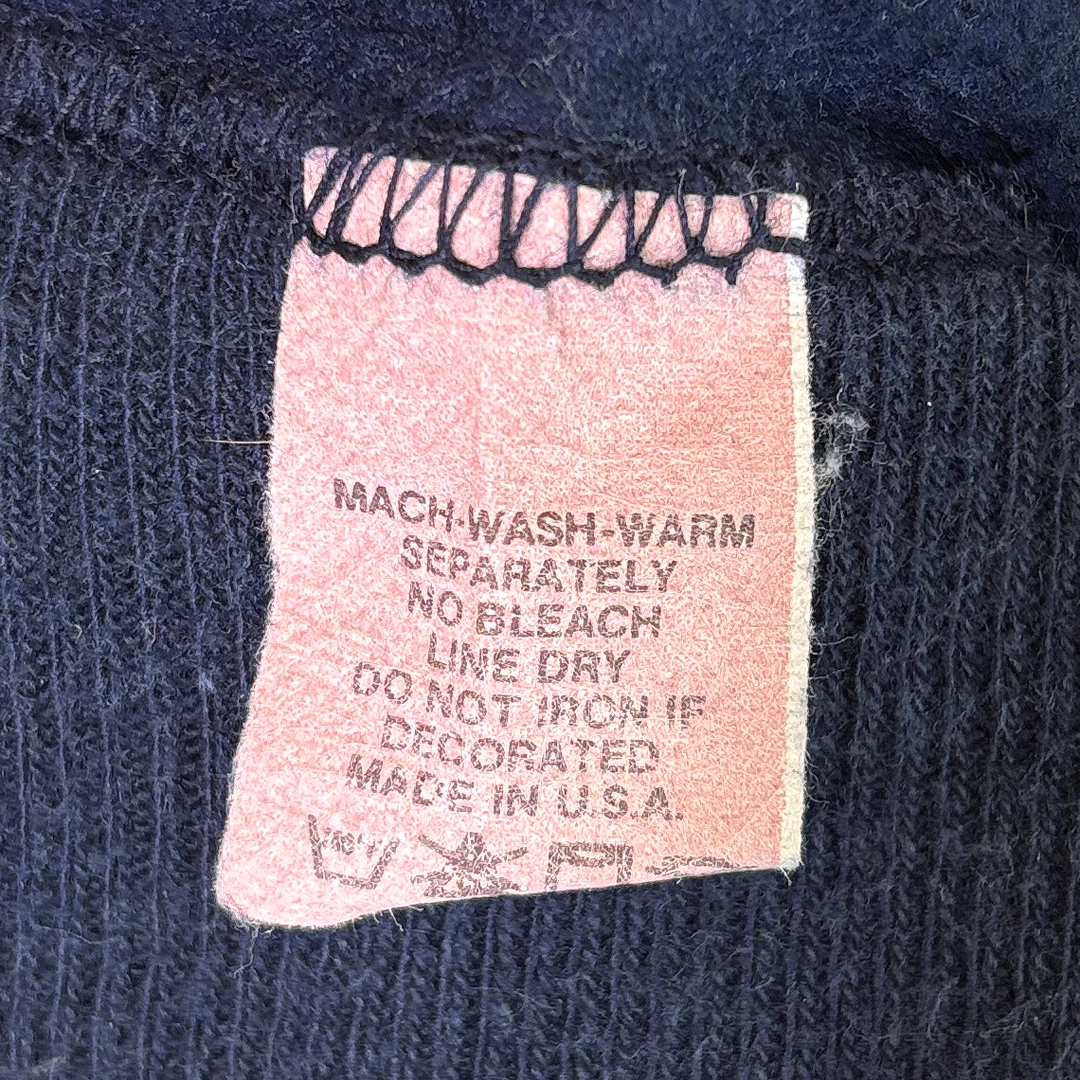 MACH-WASH-WARM
SEPARATELY
NO BLEACH
LINE DRY
DO NOT IRON IF
DECORATED
MADE IN U.S.A.